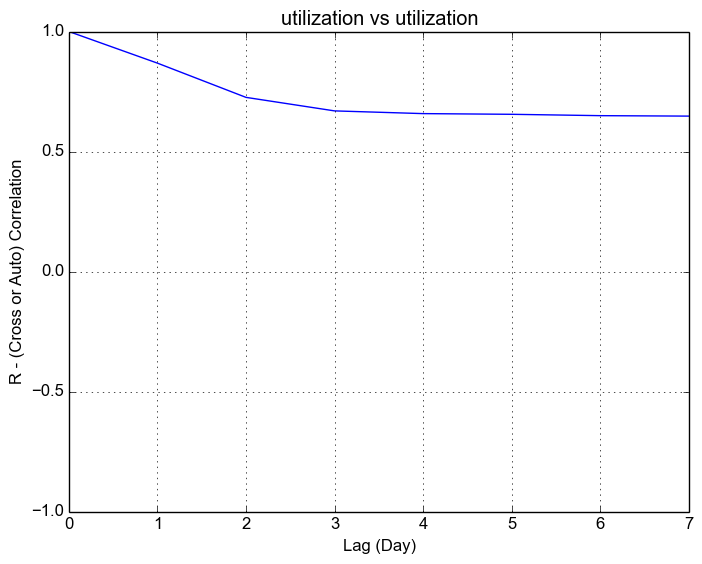 utilization vs utilization
1.0
0.5
0.0
−0.5
−1.0
R - (Cross or Auto) Correlation
0 1 2 3 4 5 6 7
Lag (Day)